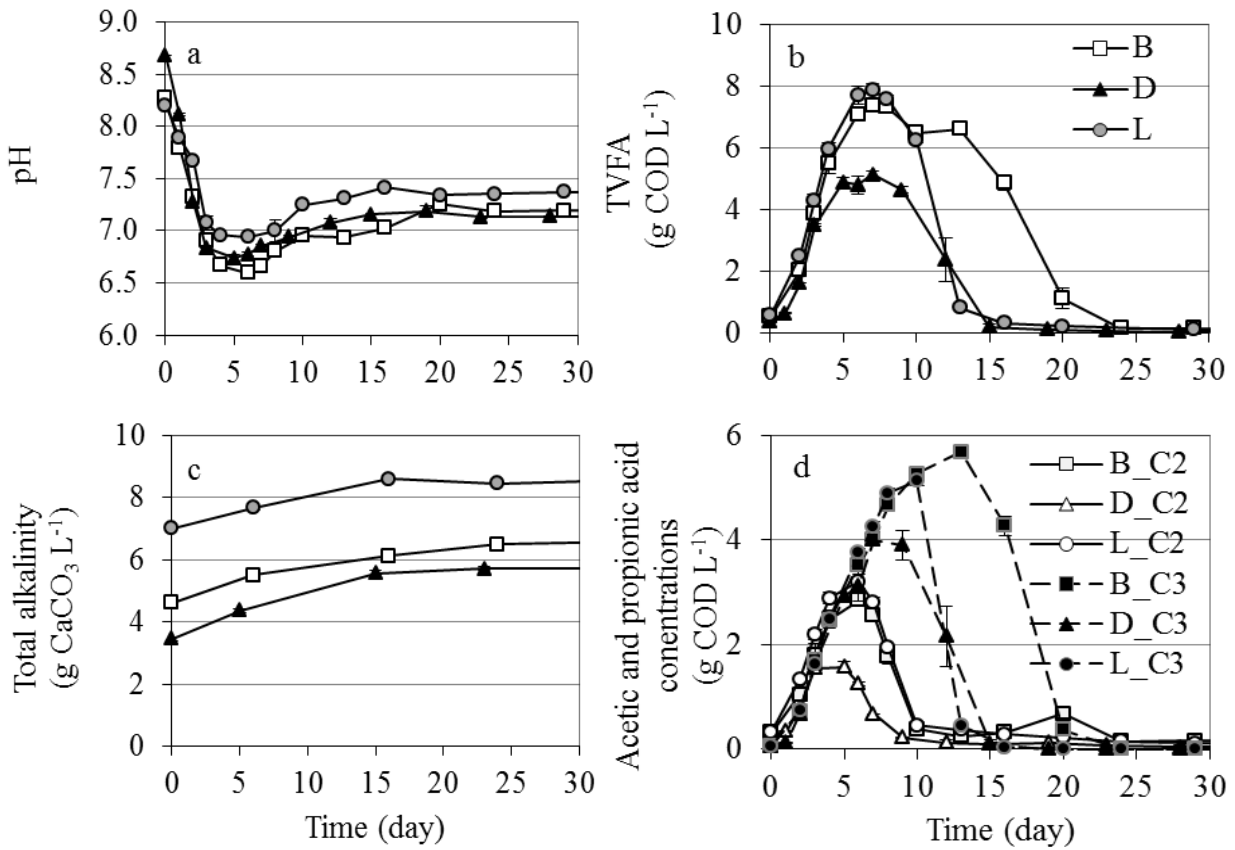 a
9.0
8.5
8.0
7.5
7.0
6.5
6.0
pH
0 5 10 15 20 25 30
b
10
8
6
4
2
0
TVFA
(g COD L-1)
B
D
L
0 5 10 15 20 25 30
c
10
8
6
4
2
0
Total alkalinity
(g CaCO3 L-1)
0 5 10 15 20 25 30
Time (day)
d
6
4
2
0
Acetic and propionic acid
conentrations
(g COD L-1)
B_C2
D_C2
L_C2
B_C3
D_C3
L_C3
0 5 10 15 20 25 30
Time (day)